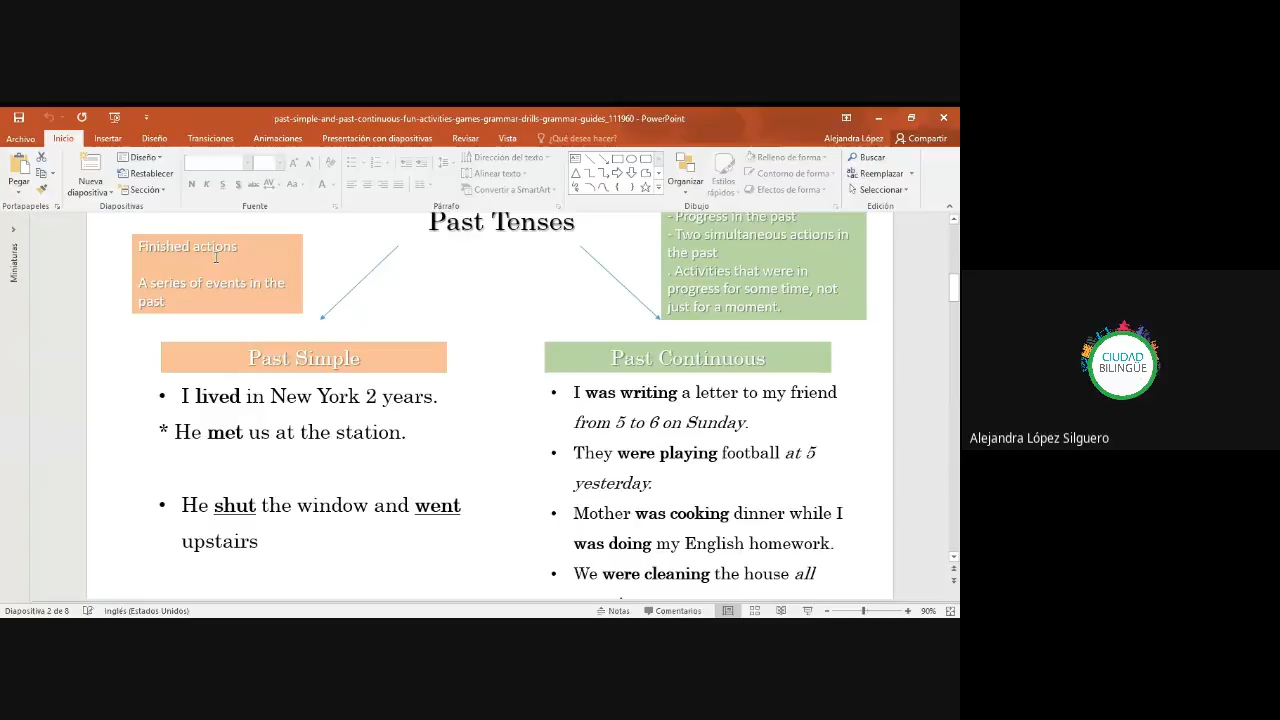 past-simple-and-past-continuous-fun-activities-games-grammar-drills-grammar-guides_111960 - PowerPoint
Archivo Inicio Insertar Diseño Transiciones Animaciones Presentación con diapositivas Revisar Vista ¿Qué desea hacer? Alejandra López Compartir
Pegar
Nueva diapositiva
Diseño
Restablecer
Sección
N K S S abc AV Aa A
Dirección del texto
Alinear texto
Convertir a SmartArt
Organizar
Estilos rápidos
Relleno de forma
Contorno de forma
Efectos de forma
Buscar
Reemplazar
Seleccionar
Portapapeles Diapositivas Fuente Párrafo Dibujo Edición
Miniaturas
Past Tenses
Finished actions
A series of events in the
past
- Progress in the past
- Two simultaneous actions in
the past
. Activities that were in
progress for some time, not
just for a moment.
Past Simple
• I lived in New York 2 years.
* He met us at the station.
• He shut the window and went
upstairs
Past Continuous
• I was writing a letter to my friend
from 5 to 6 on Sunday.
• They were playing football at 5
yesterday.
• Mother was cooking dinner while I
was doing my English homework.
• We were cleaning the house all
Diapositiva 2 de 8 Inglés (Estados Unidos) Notas Comentarios 90%
CIUDAD
BILINGÜE
Alejandra López Silguero